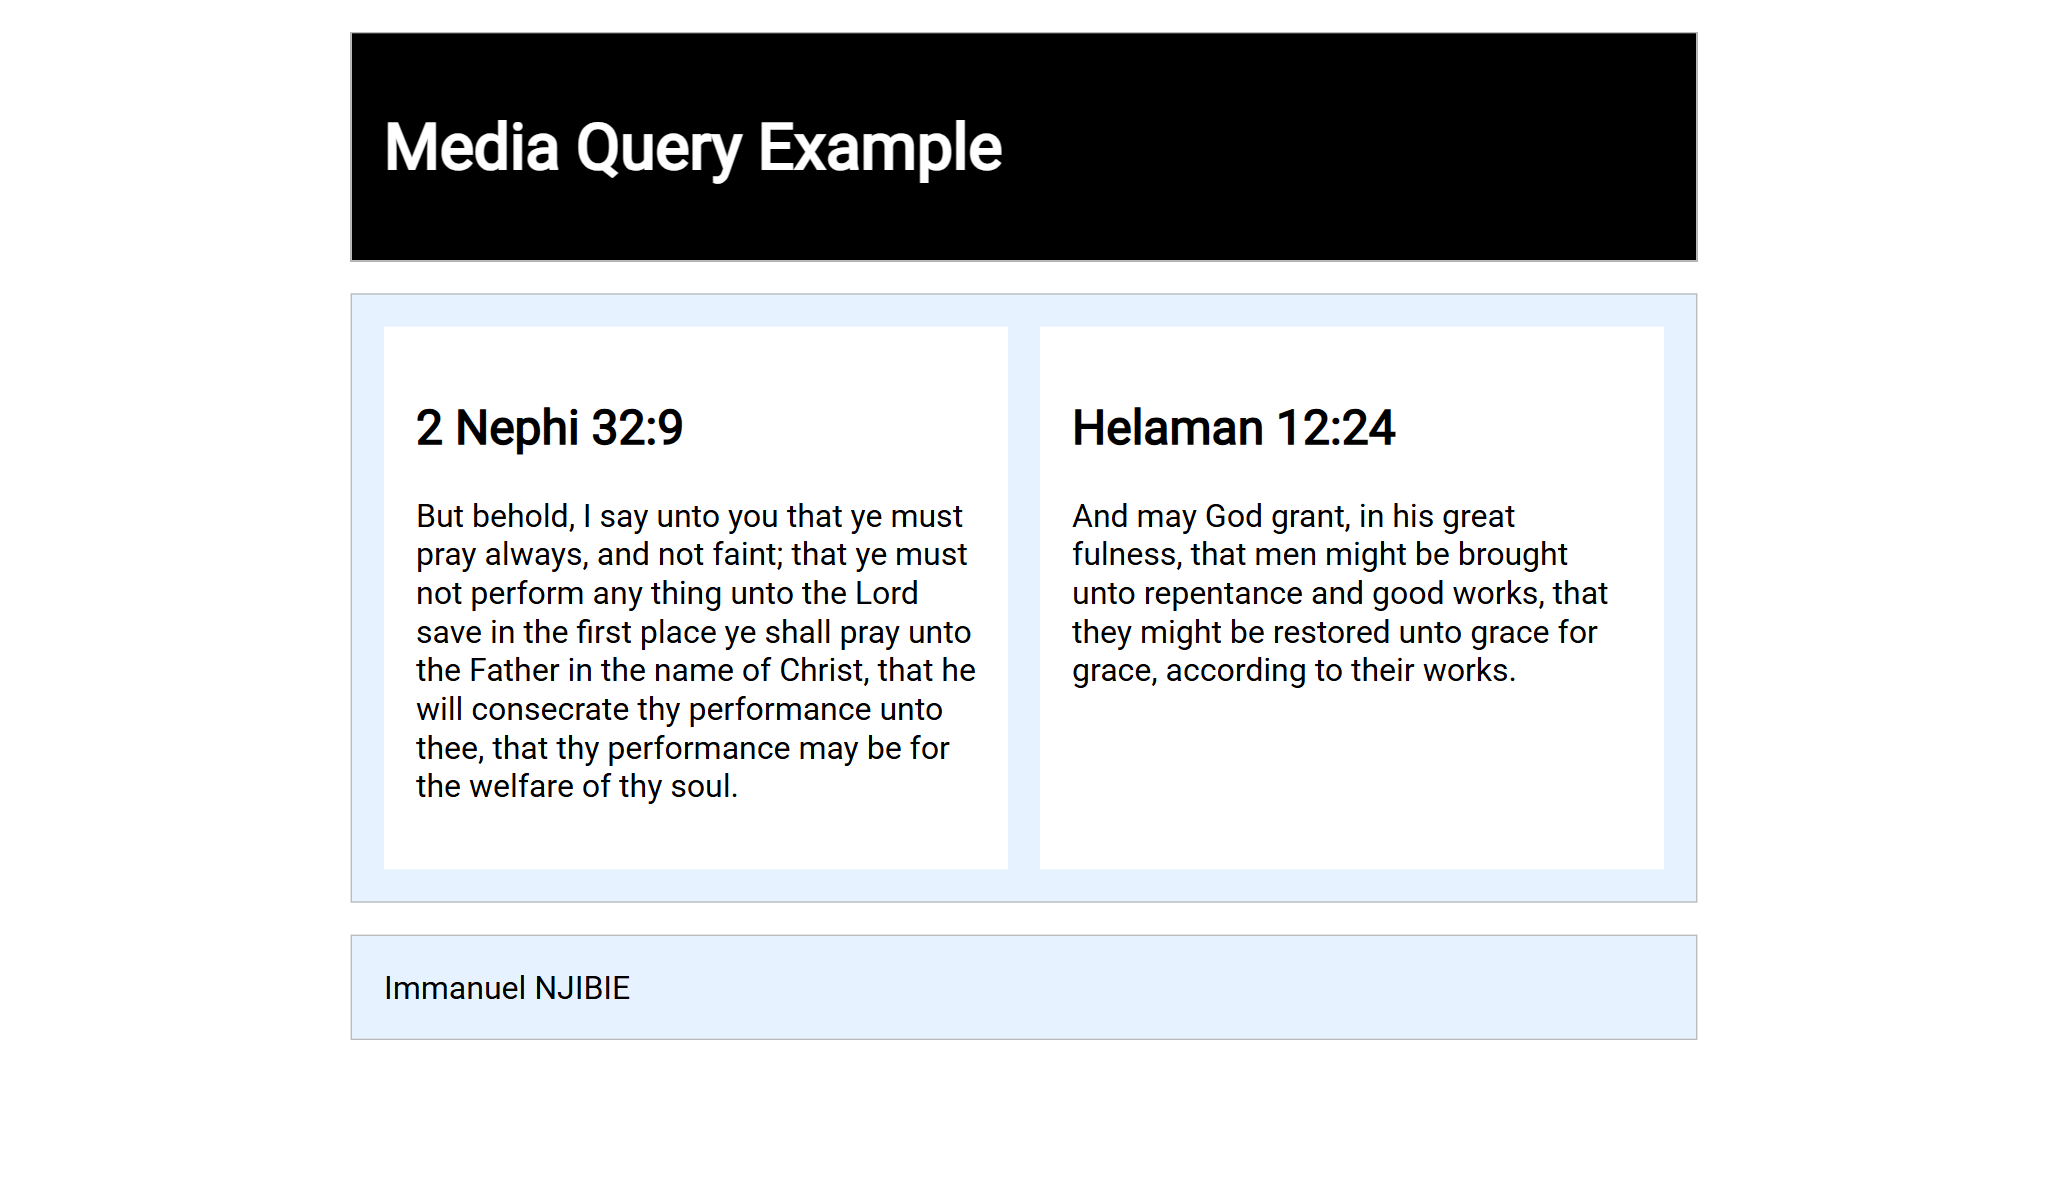 Media Query Example
2 Nephi 32:9
But behold, I say unto you that ye must
pray always, and not faint; that ye must
not perform any thing unto the Lord
save in the first place ye shall pray unto
the Father in the name of Christ, that he
will consecrate thy performance unto
thee, that thy performance may be for
the welfare of thy soul.
Helaman 12:24
And may God grant, in his great
fulness, that men might be brought
unto repentance and good works, that
they might be restored unto grace for
grace, according to their works.
Immanuel NJIBIE